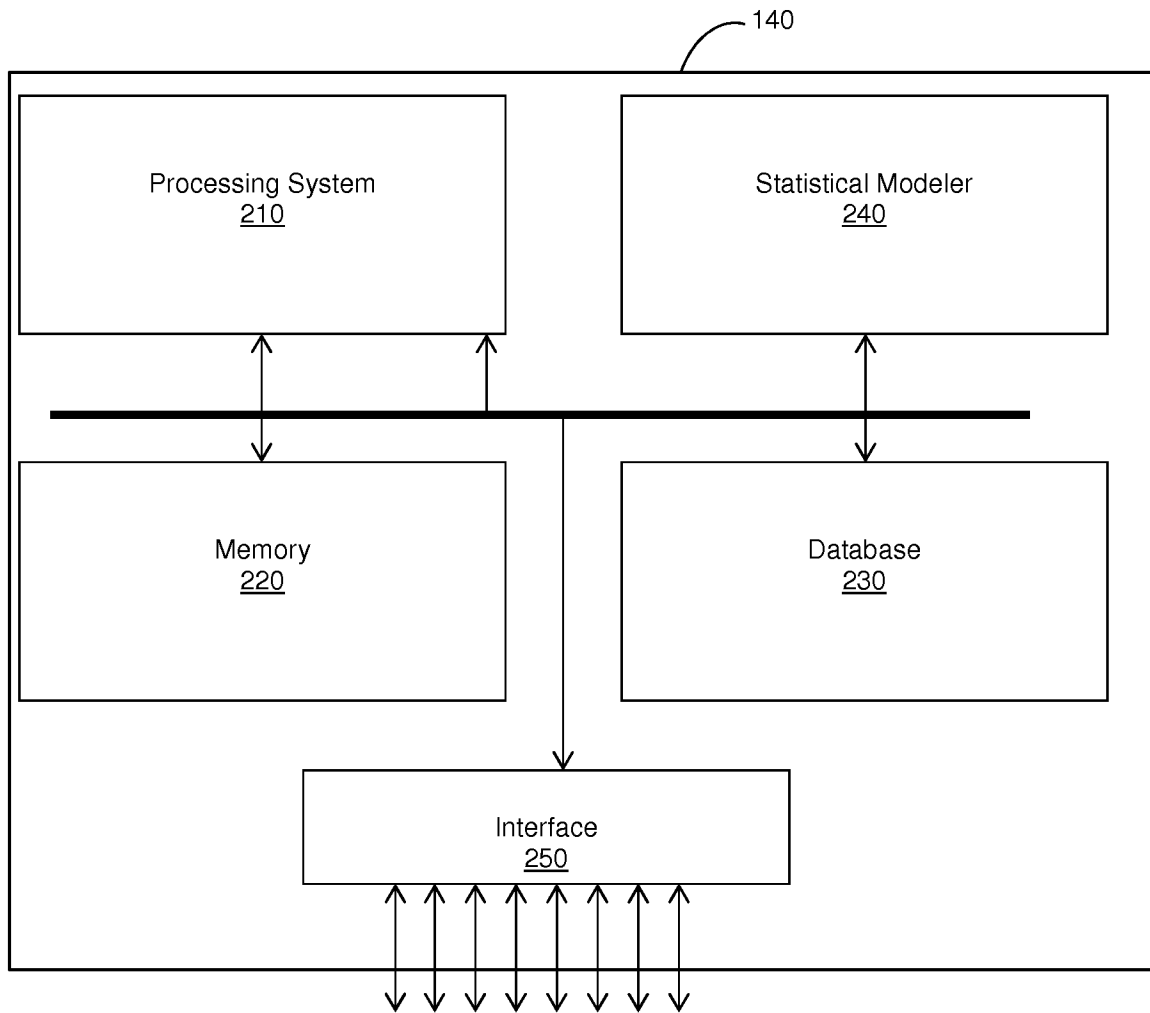 140
Processing System
210
Statistical Modeler
240
Memory
220
Database
230
Interface
250